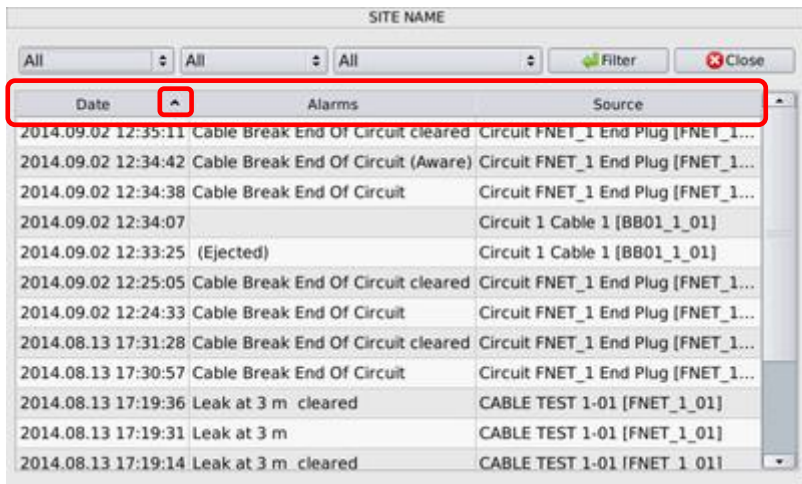 SITE NAME
All All All Filter Close
Date Alarms Source
2014.09.02 12:35:11 Cable Break End Of Circuit cleared Circuit FNET_1 End Plug [FNET_1...
2014.09.02 12:34:42 Cable Break End Of Circuit (Aware) Circuit FNET_1 End Plug [FNET_1...
2014.09.02 12:34:38 Cable Break End Of Circuit Circuit FNET_1 End Plug [FNET_1...
2014.09.02 12:34:07 Circuit 1 Cable 1 [BB01_1_01]
2014.09.02 12:33:25 (Ejected) Circuit 1 Cable 1 [BB01_1_01]
2014.09.02 12:25:05 Cable Break End Of Circuit cleared Circuit FNET_1 End Plug [FNET_1...
2014.09.02 12:24:33 Cable Break End Of Circuit Circuit FNET_1 End Plug [FNET_1...
2014.08.13 17:31:28 Cable Break End Of Circuit cleared Circuit FNET_1 End Plug [FNET_1...
2014.08.13 17:30:57 Cable Break End Of Circuit Circuit FNET_1 End Plug [FNET_1...
2014.08.13 17:19:36 Leak at 3 m cleared CABLE TEST 1-01 [FNET_1_01]
2014.08.13 17:19:31 Leak at 3 m CABLE TEST 1-01 [FNET_1_01]
2014.08.13 17:19:14 Leak at 3 m cleared CABLE TEST 1-01 [FNET_1_01]